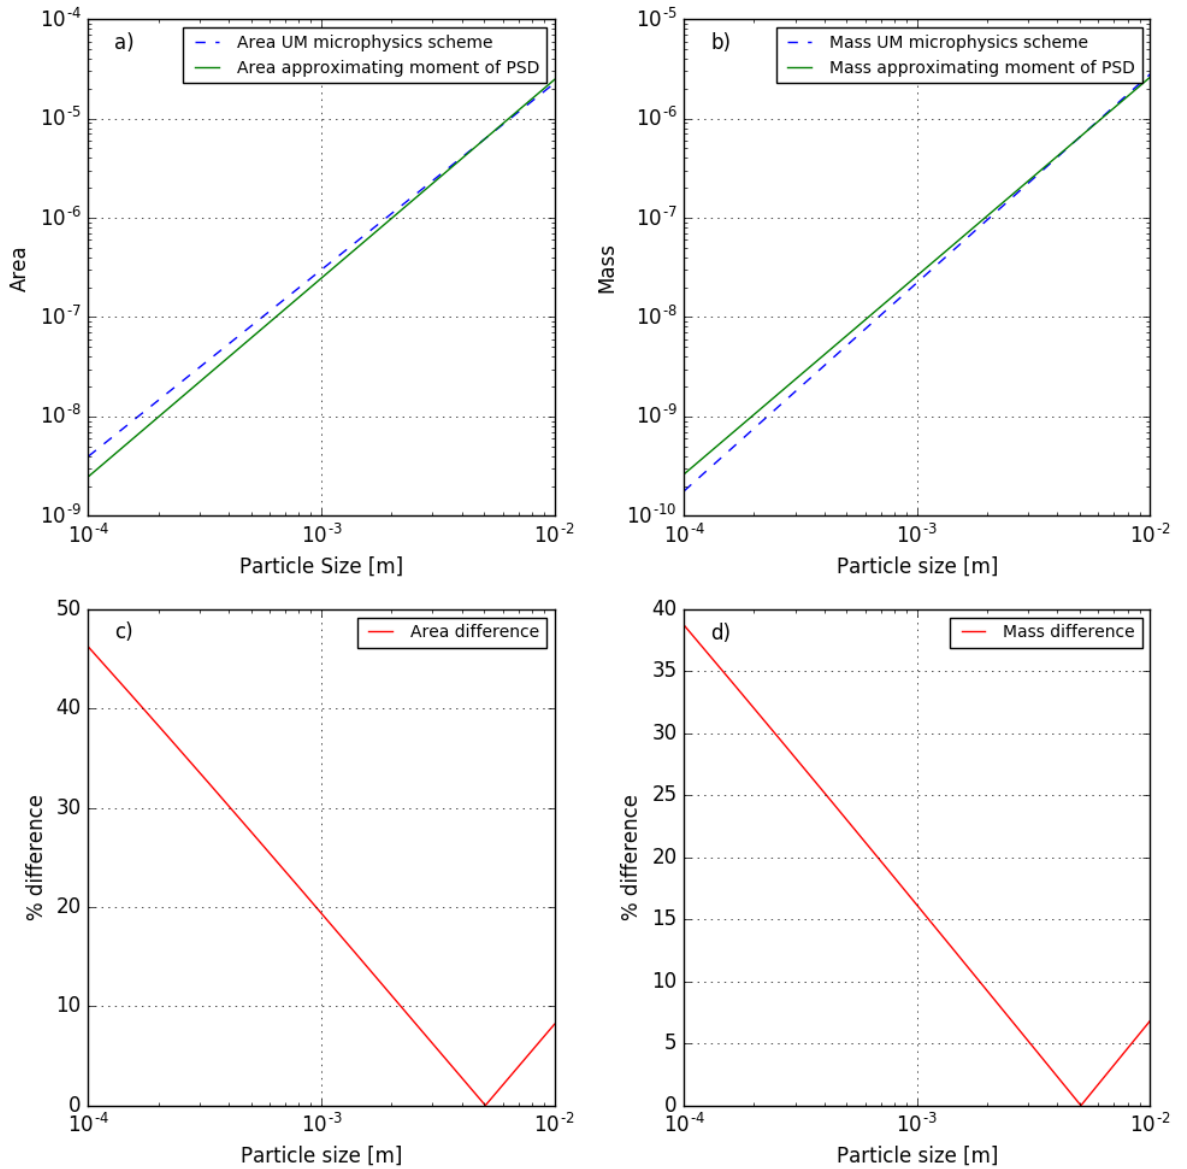 a)
Area UM microphysics scheme
Area approximating moment of PSD
10^-4
10^-5
10^-6
10^-7
10^-8
10^-9
Area
10^-4
10^-3
10^-2
Particle Size [m]
b)
Mass UM microphysics scheme
Mass approximating moment of PSD
10^-5
10^-6
10^-7
10^-8
10^-9
10^-10
Mass
10^-4
10^-3
10^-2
Particle size [m]
c)
Area difference
50
40
30
20
10
0
% difference
10^-4
10^-3
10^-2
Particle size [m]
d)
Mass difference
40
35
30
25
20
15
10
5
0
% difference
10^-4
10^-3
10^-2
Particle size [m]